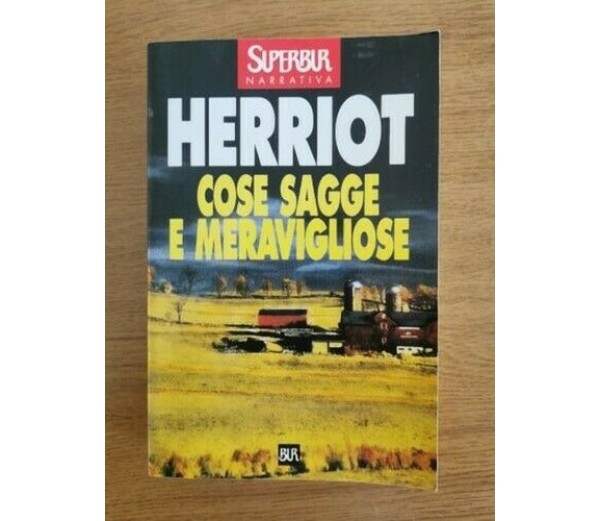 SUPERBUR
NARRATIVA
HERRIOT
COSE SAGGE
E MERAVIGLIOSE
BUR